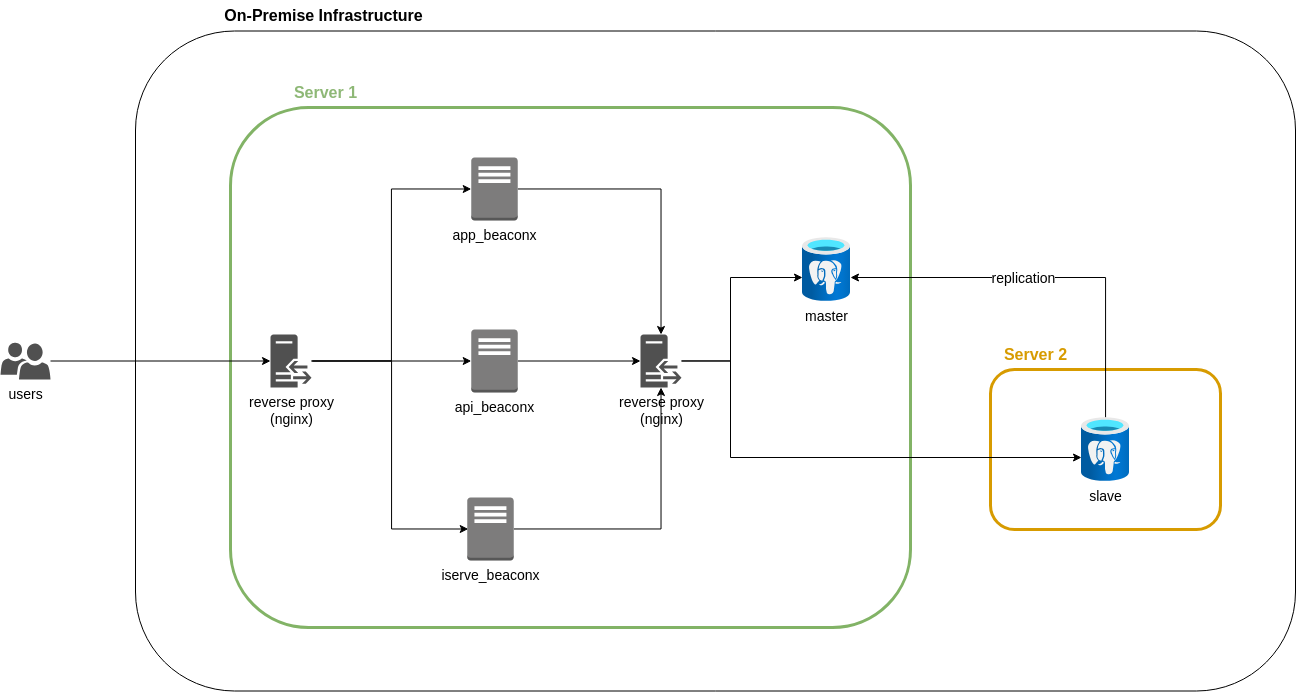 On-Premise Infrastructure
Server 1
app_beaconx
master
replication
Server 2
users
reverse proxy
(nginx)
api_beaconx
reverse proxy
(nginx)
slave
iserve_beaconx